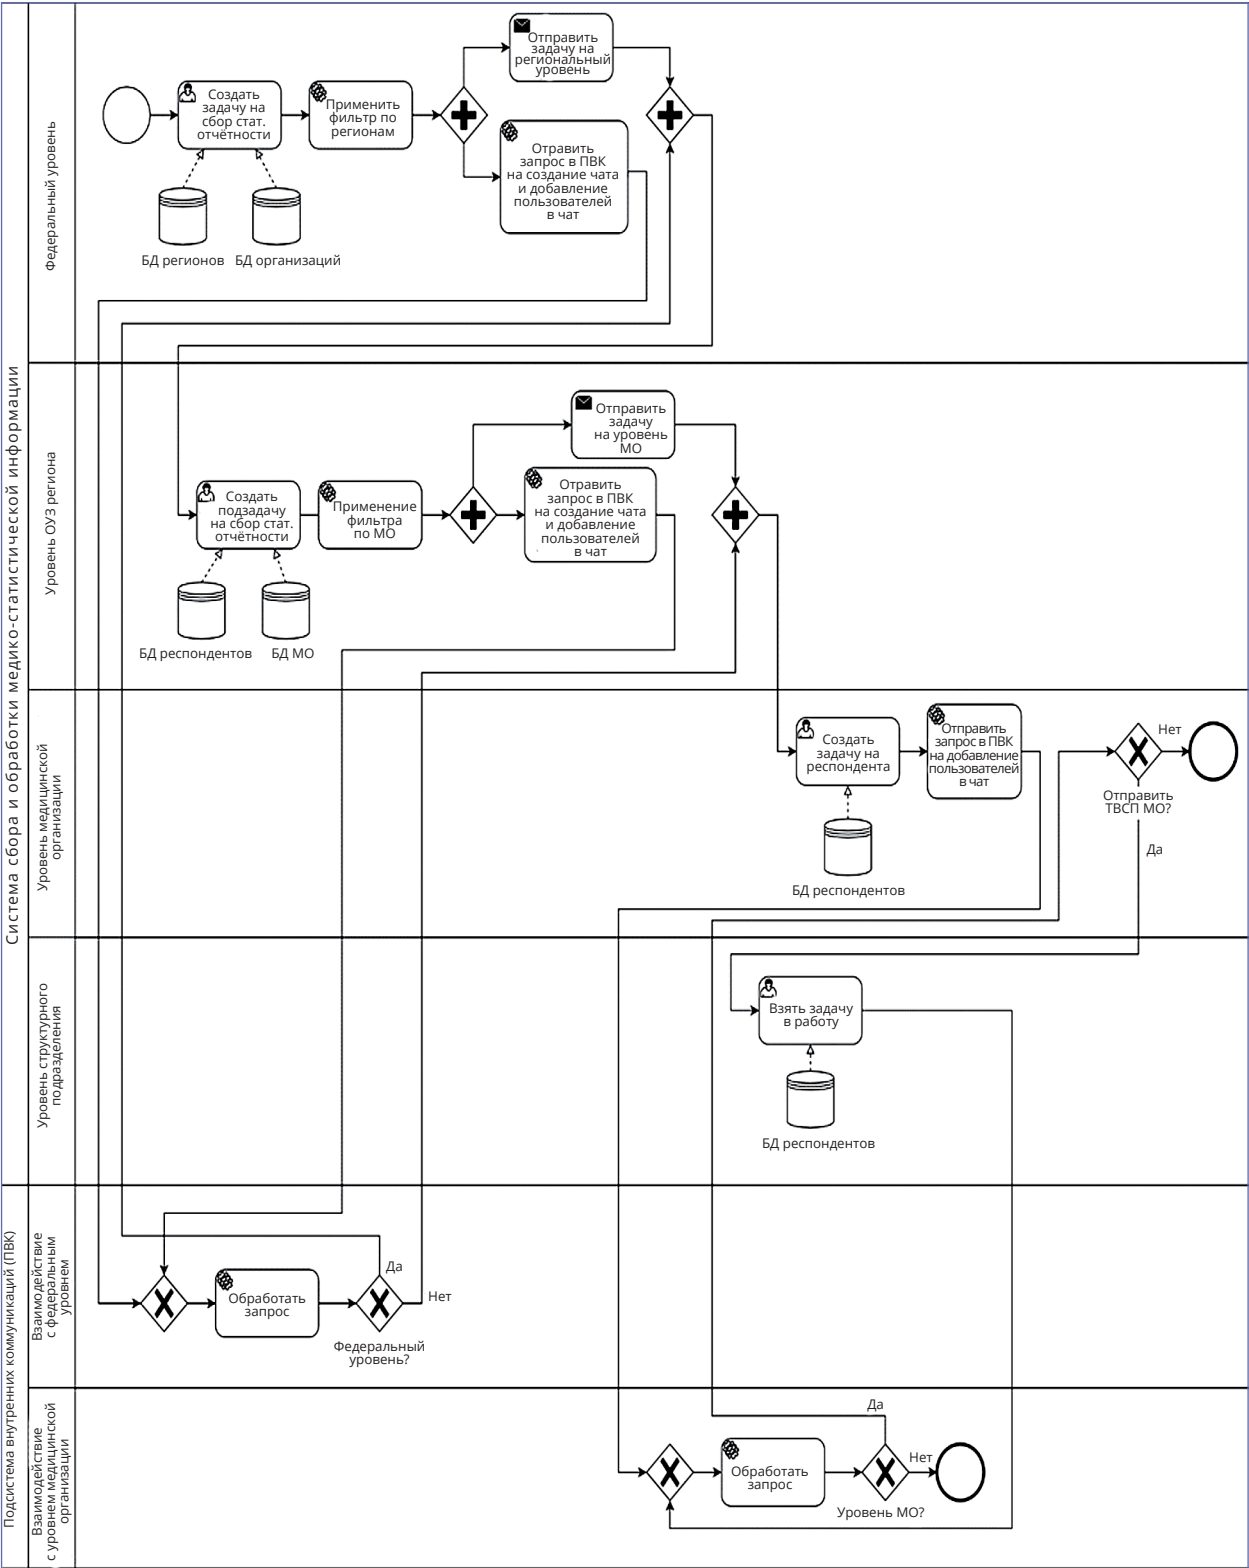 Система сбора и обработки медико-статистической информации
Федеральный уровень
Создать
задачу на
сбор стат.
отчётности
Применить
фильтр по
регионам
Отправить
задачу на
региональный
уровень
Отравить
запрос в ПВК
на создание чата
и добавление
пользователей
в чат
БД регионов
БД организаций
Уровень ОУЗ региона
Создать
подзадачу
на сбор стат.
отчётности
Применение
фильтра
по МО
Отправить
задачу
на уровень
МО
Отравить
запрос в ПВК
на создание чата
и добавление
пользователей
в чат
БД респондентов
БД МО
Уровень медицинской
организации
Создать
задачу на
респондента
Отправить
запрос в ПВК
на добавление
пользователей
в чат
Нет
Отправить
ТВСП МО?
Да
БД респондентов
Уровень структурного
подразделения
Взять задачу
в работу
БД респондентов
Подсистема внутренних коммуникаций (ПВК)
Взаимодействие
с федеральным
уровнем
Обработать
запрос
Да
Нет
Федеральный
уровень?
Взаимодействие
с уровнем медицинской
организации
Обработать
запрос
Да
Нет
Уровень МО?